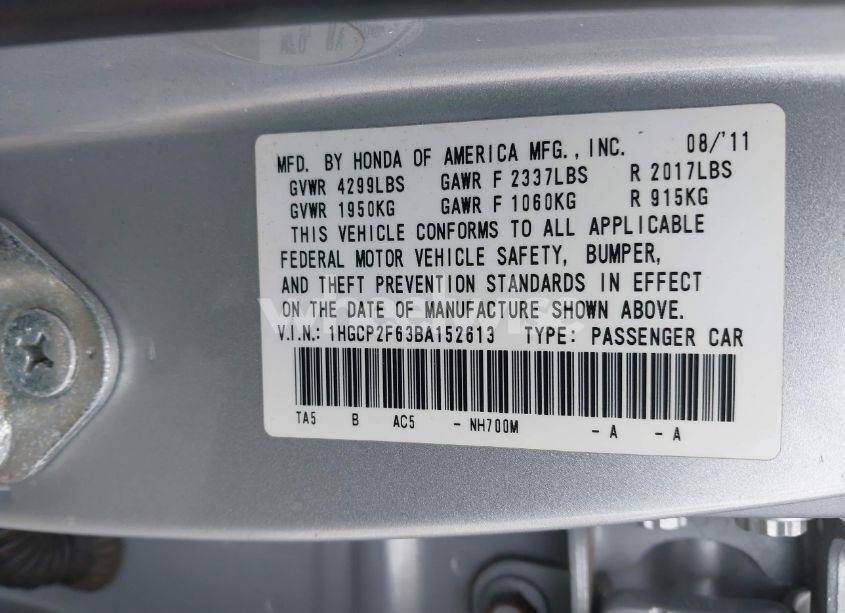 MFD. BY HONDA OF AMERICA MFG., INC. 08/'11
GVWR 4299LBS GAWR F 2337LBS R 2017LBS
GVWR 1950KG GAWR F 1060KG R 915KG
THIS VEHICLE CONFORMS TO ALL APPLICABLE
FEDERAL MOTOR VEHICLE SAFETY, BUMPER,
AND THEFT PREVENTION STANDARDS IN EFFECT
ON THE DATE OF MANUFACTURE SHOWN ABOVE.
V.I.N.: 1HGCP2F63BA152613 TYPE: PASSENGER CAR
TA5 B AC5 - NH700M - A - A